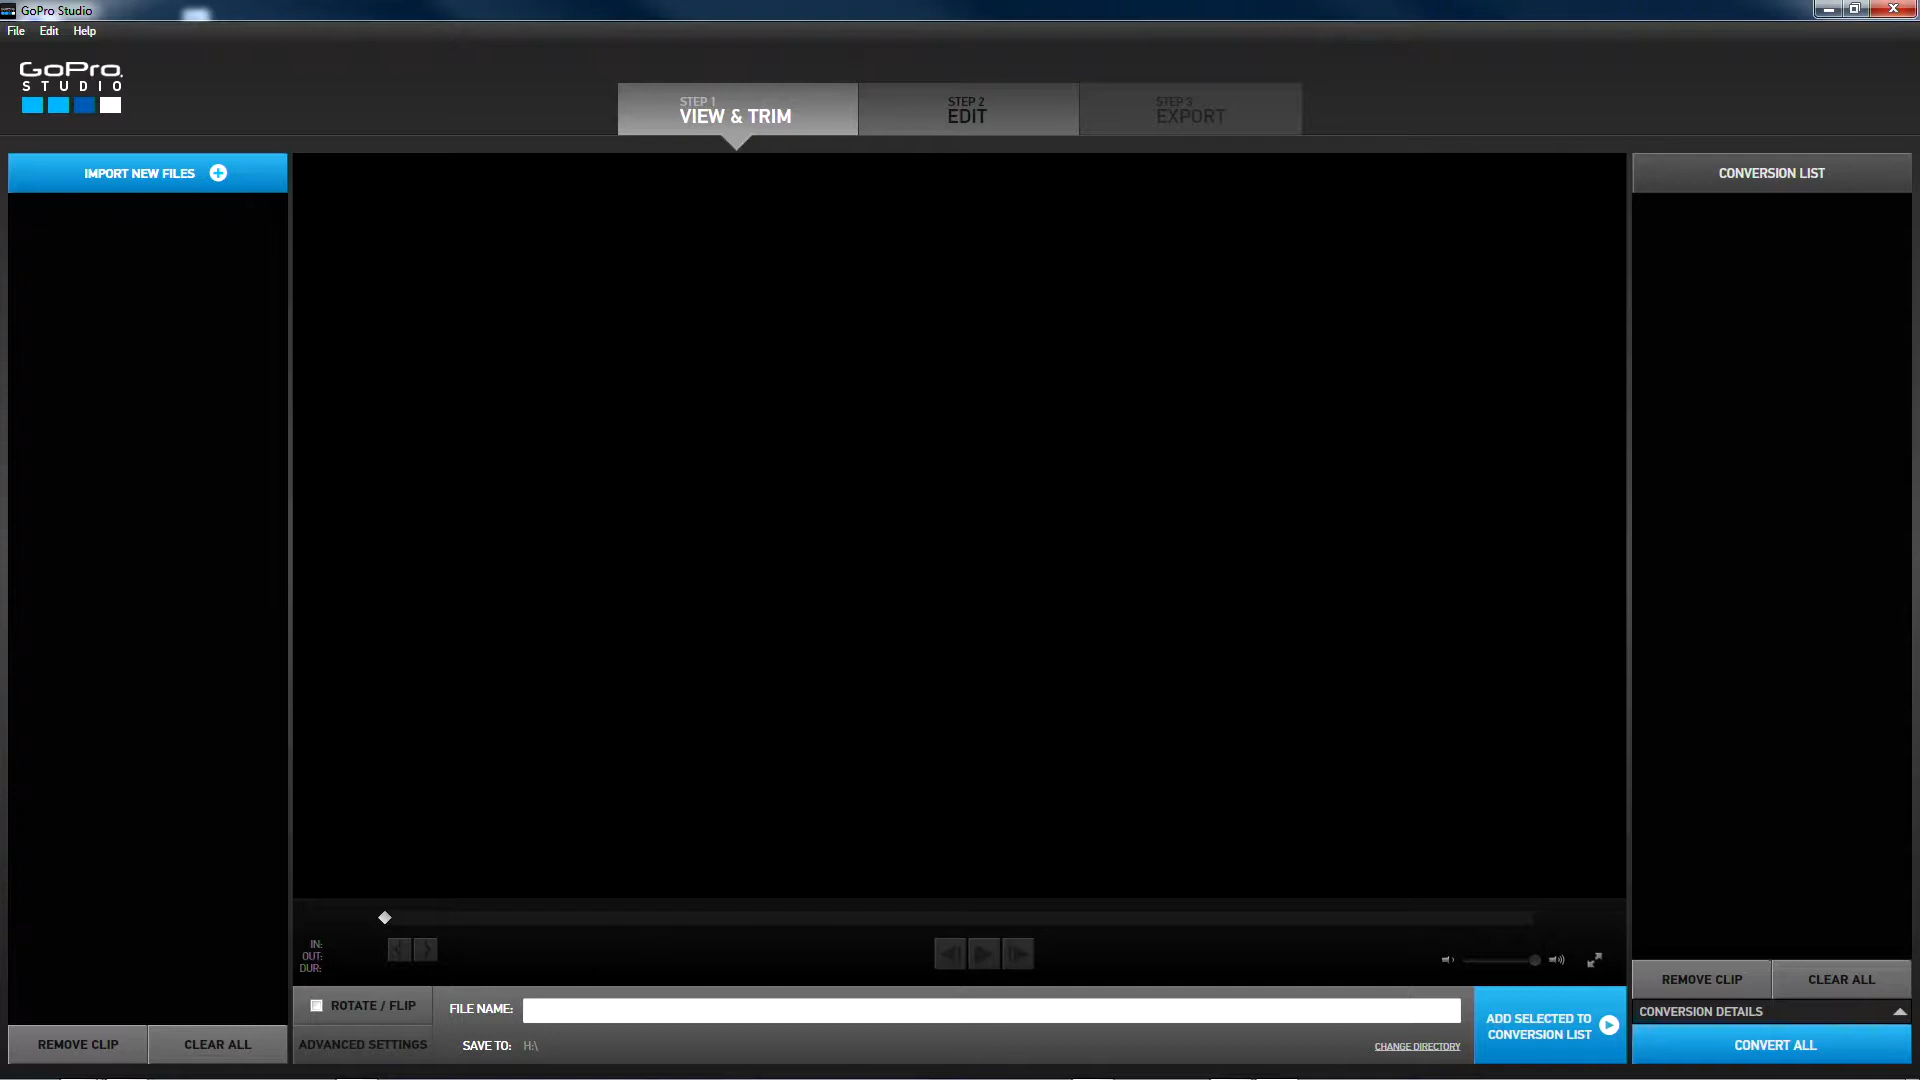 GoPro Studio
File Edit Help
GoPro
STUDIO
STEP 1
VIEW & TRIM
STEP 2
EDIT
STEP 3
EXPORT
IMPORT NEW FILES
CONVERSION LIST
IN:
OUT:
DUR:
ROTATE / FLIP
ADVANCED SETTINGS
FILE NAME:
SAVE TO: H:\
CHANGE DIRECTORY
ADD SELECTED TO
CONVERSION LIST
REMOVE CLIP CLEAR ALL
REMOVE CLIP CLEAR ALL
CONVERSION DETAILS
CONVERT ALL